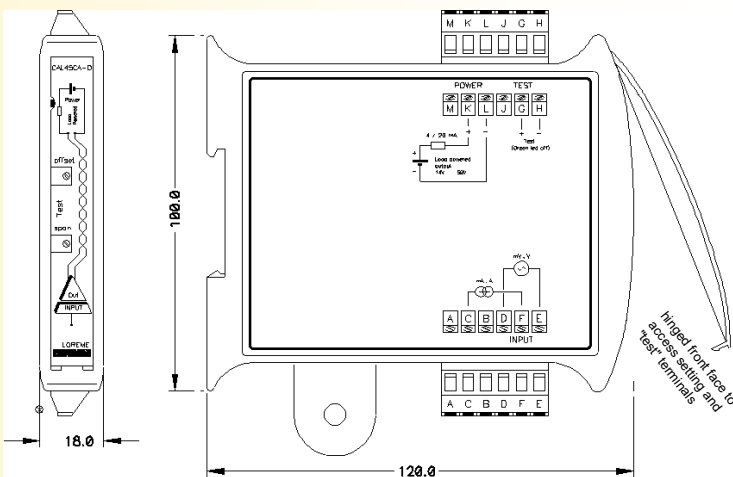 CAL4SCA-D
Power
Loop
Powered
offset
Test
span
Out
INPUT
LOREME
18.0
100.0
M K L J G H
POWER TEST
M K L J G H
4 / 20 mA
+ - + -
Test
(Green led off)
+
-
Loop powered
output
14V 50V
mV..V
mA..A
A C B D F E
INPUT
A C B D F E
120.0
hinged front face to
access setting and
"test" terminals